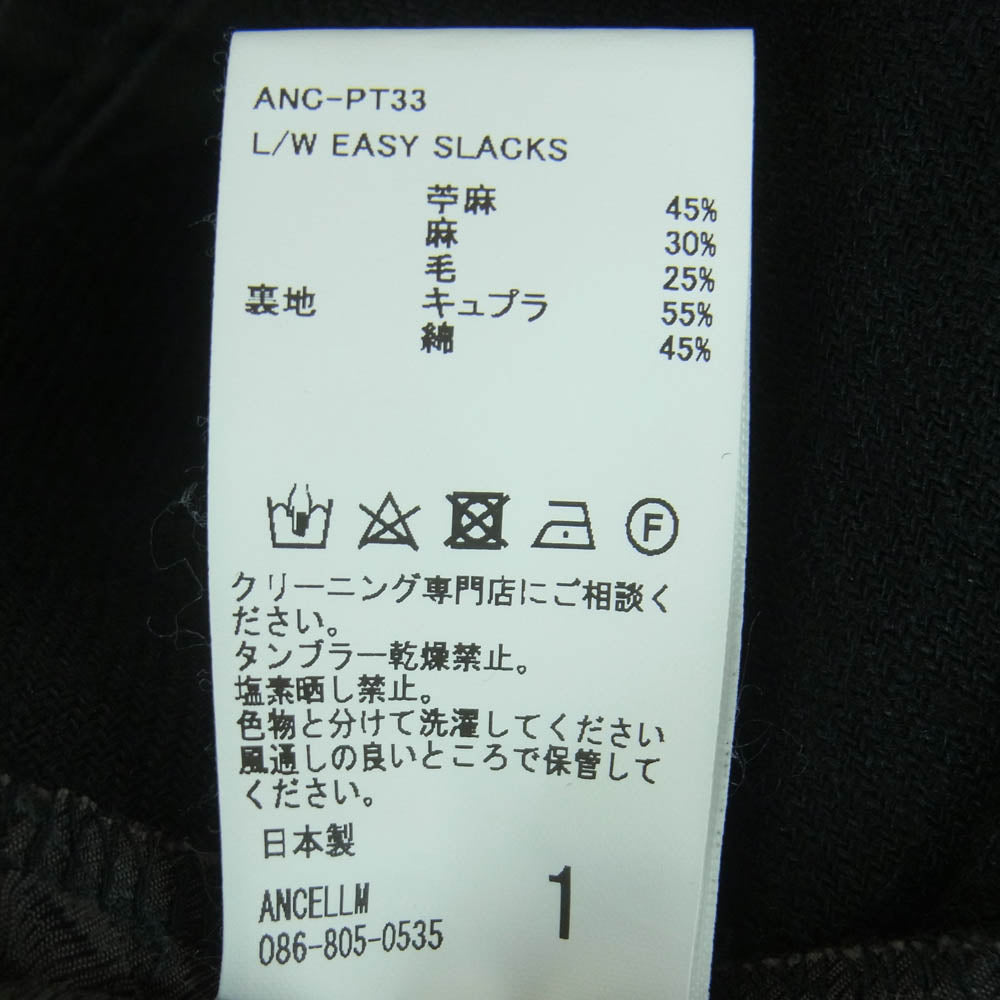 ANC-PT33
L/W EASY SLACKS
苧麻 45%
麻 30%
毛 25%
裏地 キュプラ 55%
綿 45%
F
クリーニング専門店にご相談く
ださい。
タンブラー乾燥禁止。
塩素晒し禁止。
色物と分けて洗濯してください
風通しの良いところで保管して
ください。
日本製
ANCELLM
086-805-0535
1